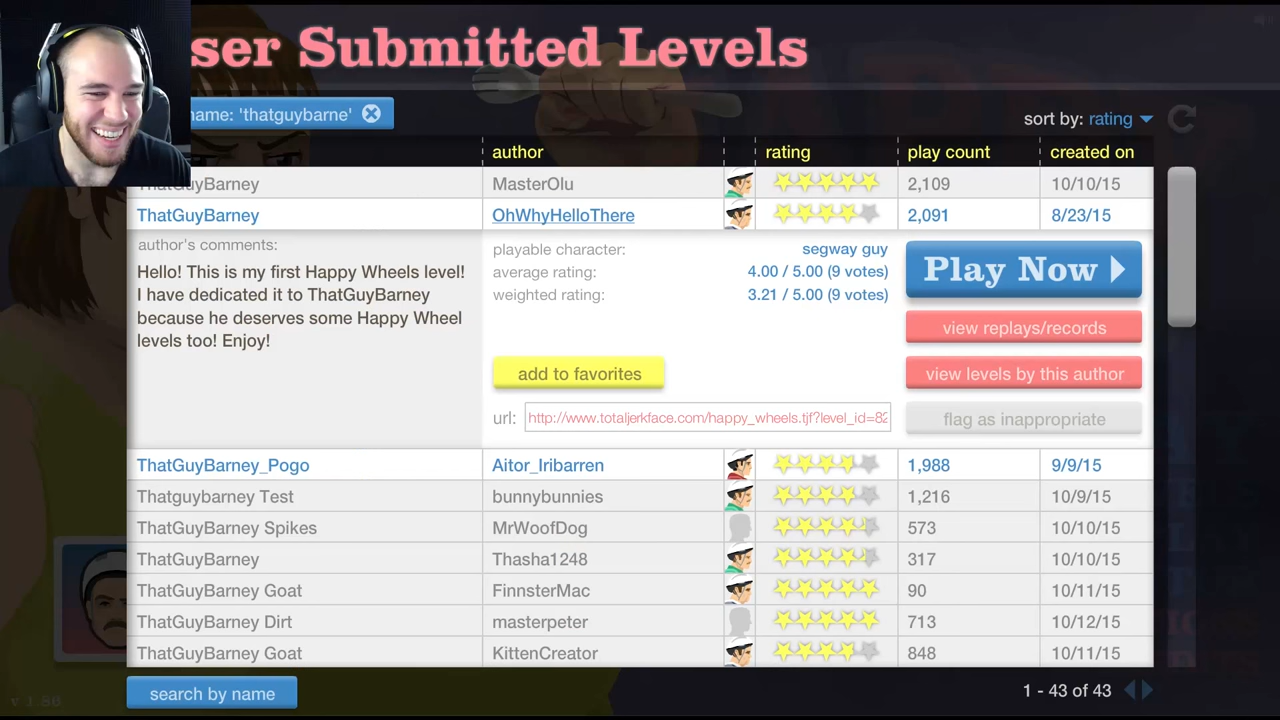 ser Submitted Levels
name: 'thatguybarne'
sort by: rating
author rating play count created on
ThatGuyBarney MasterOlu 2,109 10/10/15
ThatGuyBarney OhWhyHelloThere 2,091 8/23/15
author's comments:
Hello! This is my first Happy Wheels level!
I have dedicated it to ThatGuyBarney
because he deserves some Happy Wheel
levels too! Enjoy!
playable character: segway guy
average rating: 4.00 / 5.00 (9 votes)
weighted rating: 3.21 / 5.00 (9 votes)
add to favorites
url: http://www.totaljerkface.com/happy_wheels.tjf?level_id=82
Play Now
view replays/records
view levels by this author
flag as inappropriate
ThatGuyBarney_Pogo Aitor_Iribarren 1,988 9/9/15
Thatguybarney Test bunnybunnies 1,216 10/9/15
ThatGuyBarney Spikes MrWoofDog 573 10/10/15
ThatGuyBarney Thasha1248 317 10/10/15
ThatGuyBarney Goat FinnsterMac 90 10/11/15
ThatGuyBarney Dirt masterpeter 713 10/12/15
ThatGuyBarney Goat KittenCreator 848 10/11/15
search by name
1 - 43 of 43
v 1.86